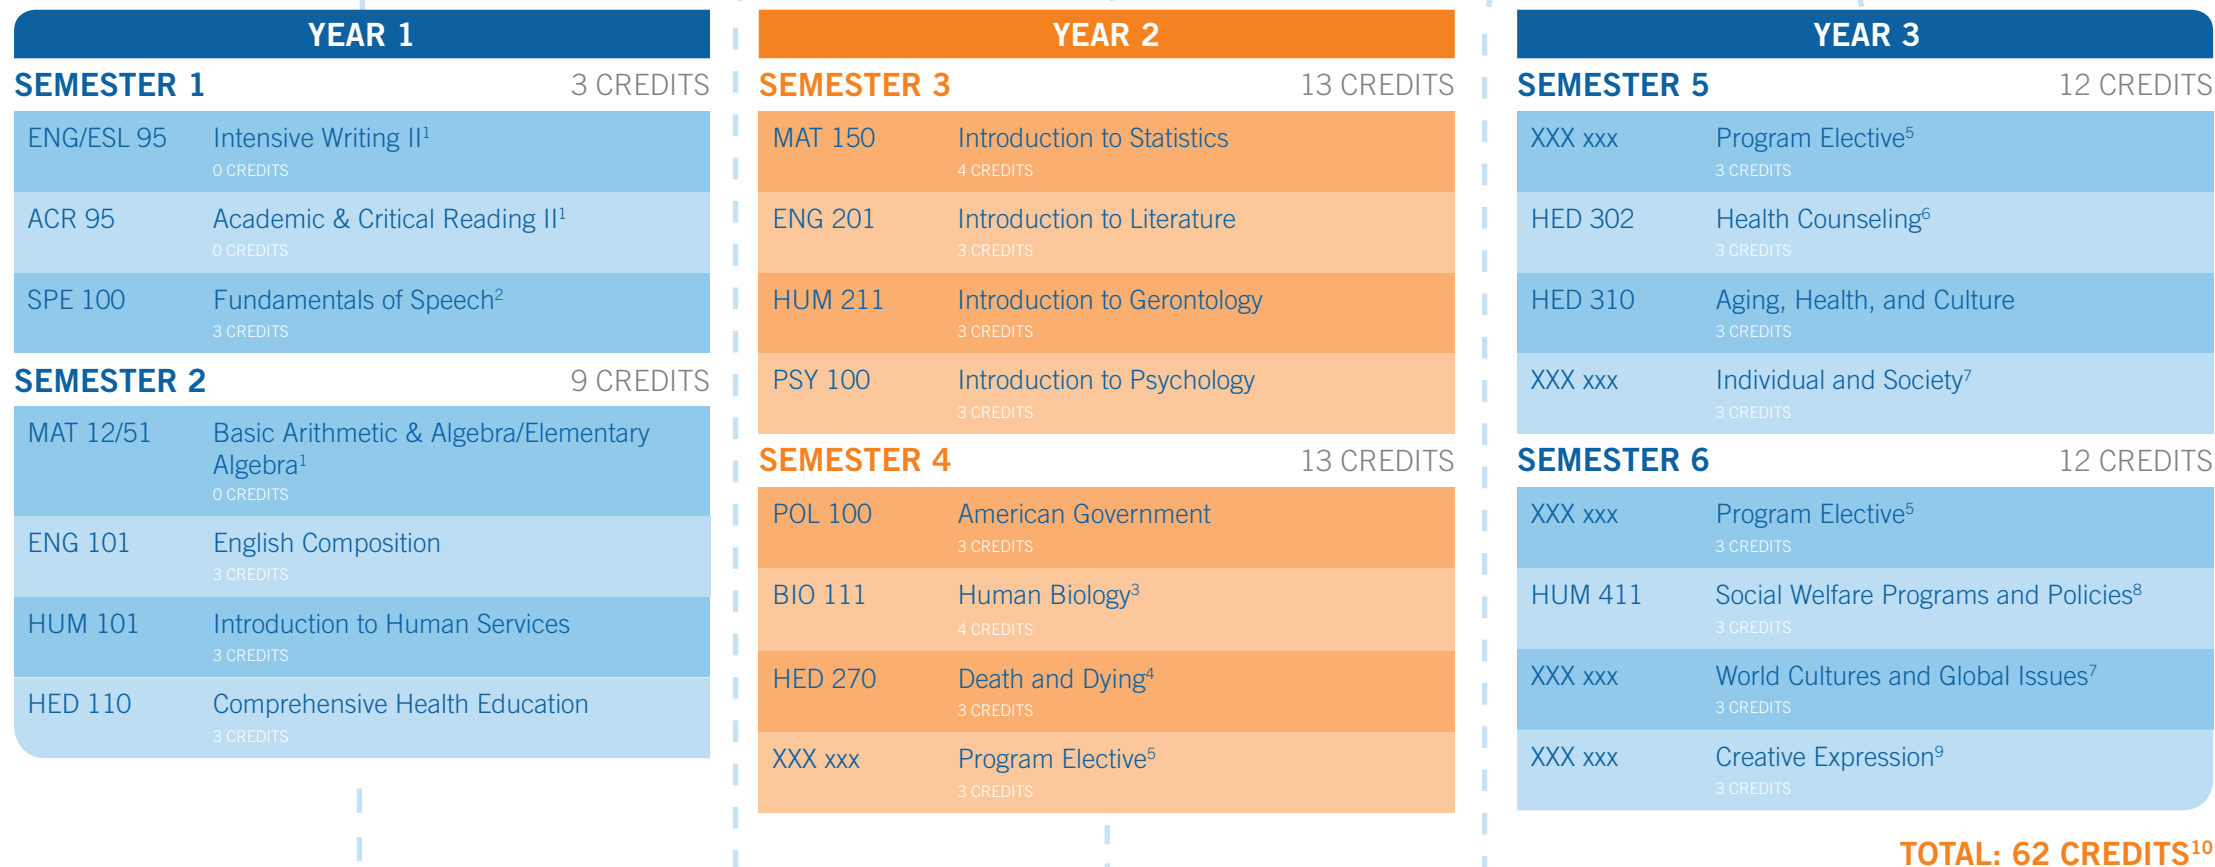 YEAR 1
SEMESTER 1 3 CREDITS
ENG/ESL 95 Intensive Writing II¹
0 CREDITS
ACR 95 Academic & Critical Reading II¹
0 CREDITS
SPE 100 Fundamentals of Speech²
3 CREDITS
SEMESTER 2 9 CREDITS
MAT 12/51 Basic Arithmetic & Algebra/Elementary
Algebra¹
0 CREDITS
ENG 101 English Composition
3 CREDITS
HUM 101 Introduction to Human Services
3 CREDITS
HED 110 Comprehensive Health Education
3 CREDITS
YEAR 2
SEMESTER 3 13 CREDITS
MAT 150 Introduction to Statistics
4 CREDITS
ENG 201 Introduction to Literature
3 CREDITS
HUM 211 Introduction to Gerontology
3 CREDITS
PSY 100 Introduction to Psychology
3 CREDITS
SEMESTER 4 13 CREDITS
POL 100 American Government
3 CREDITS
BIO 111 Human Biology³
4 CREDITS
HED 270 Death and Dying⁴
3 CREDITS
XXX xxx Program Elective⁵
3 CREDITS
YEAR 3
SEMESTER 5 12 CREDITS
XXX xxx Program Elective⁵
3 CREDITS
HED 302 Health Counseling⁶
3 CREDITS
HED 310 Aging, Health, and Culture
3 CREDITS
XXX xxx Individual and Society⁷
3 CREDITS
SEMESTER 6 12 CREDITS
XXX xxx Program Elective⁵
3 CREDITS
HUM 411 Social Welfare Programs and Policies⁸
3 CREDITS
XXX xxx World Cultures and Global Issues⁷
3 CREDITS
XXX xxx Creative Expression⁹
3 CREDITS
TOTAL: 62 CREDITS¹⁰